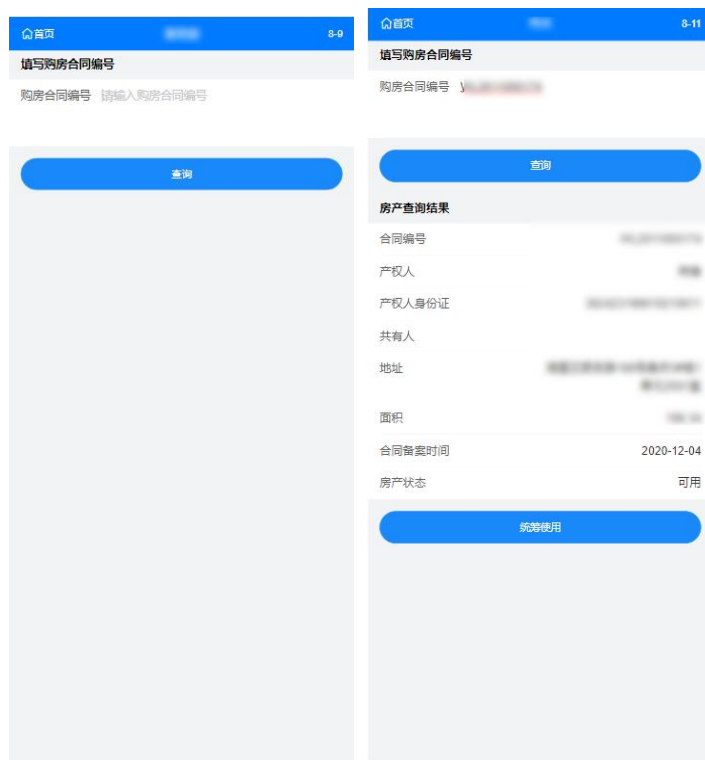 首页 8-9
填写购房合同编号
购房合同编号 请输入购房合同编号
查询
首页 8-11
填写购房合同编号
购房合同编号
查询
房产查询结果
合同编号
产权人
产权人身份证
共有人
地址
面积
合同备案时间 2020-12-04
房产状态 可用
统筹使用